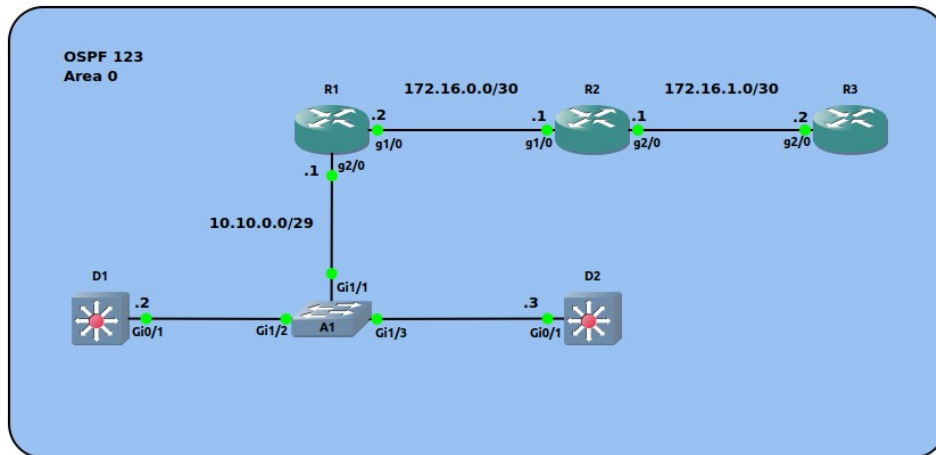 OSPF 123
Area 0
R1
172.16.0.0/30
R2
172.16.1.0/30
R3
.2
.1
.1
.2
g1/0
g1/0
g2/0
g2/0
.1
g2/0
10.10.0.0/29
D1
Gi1/1
D2
.2
.3
Gi0/1
Gi1/2
A1
Gi1/3
Gi0/1